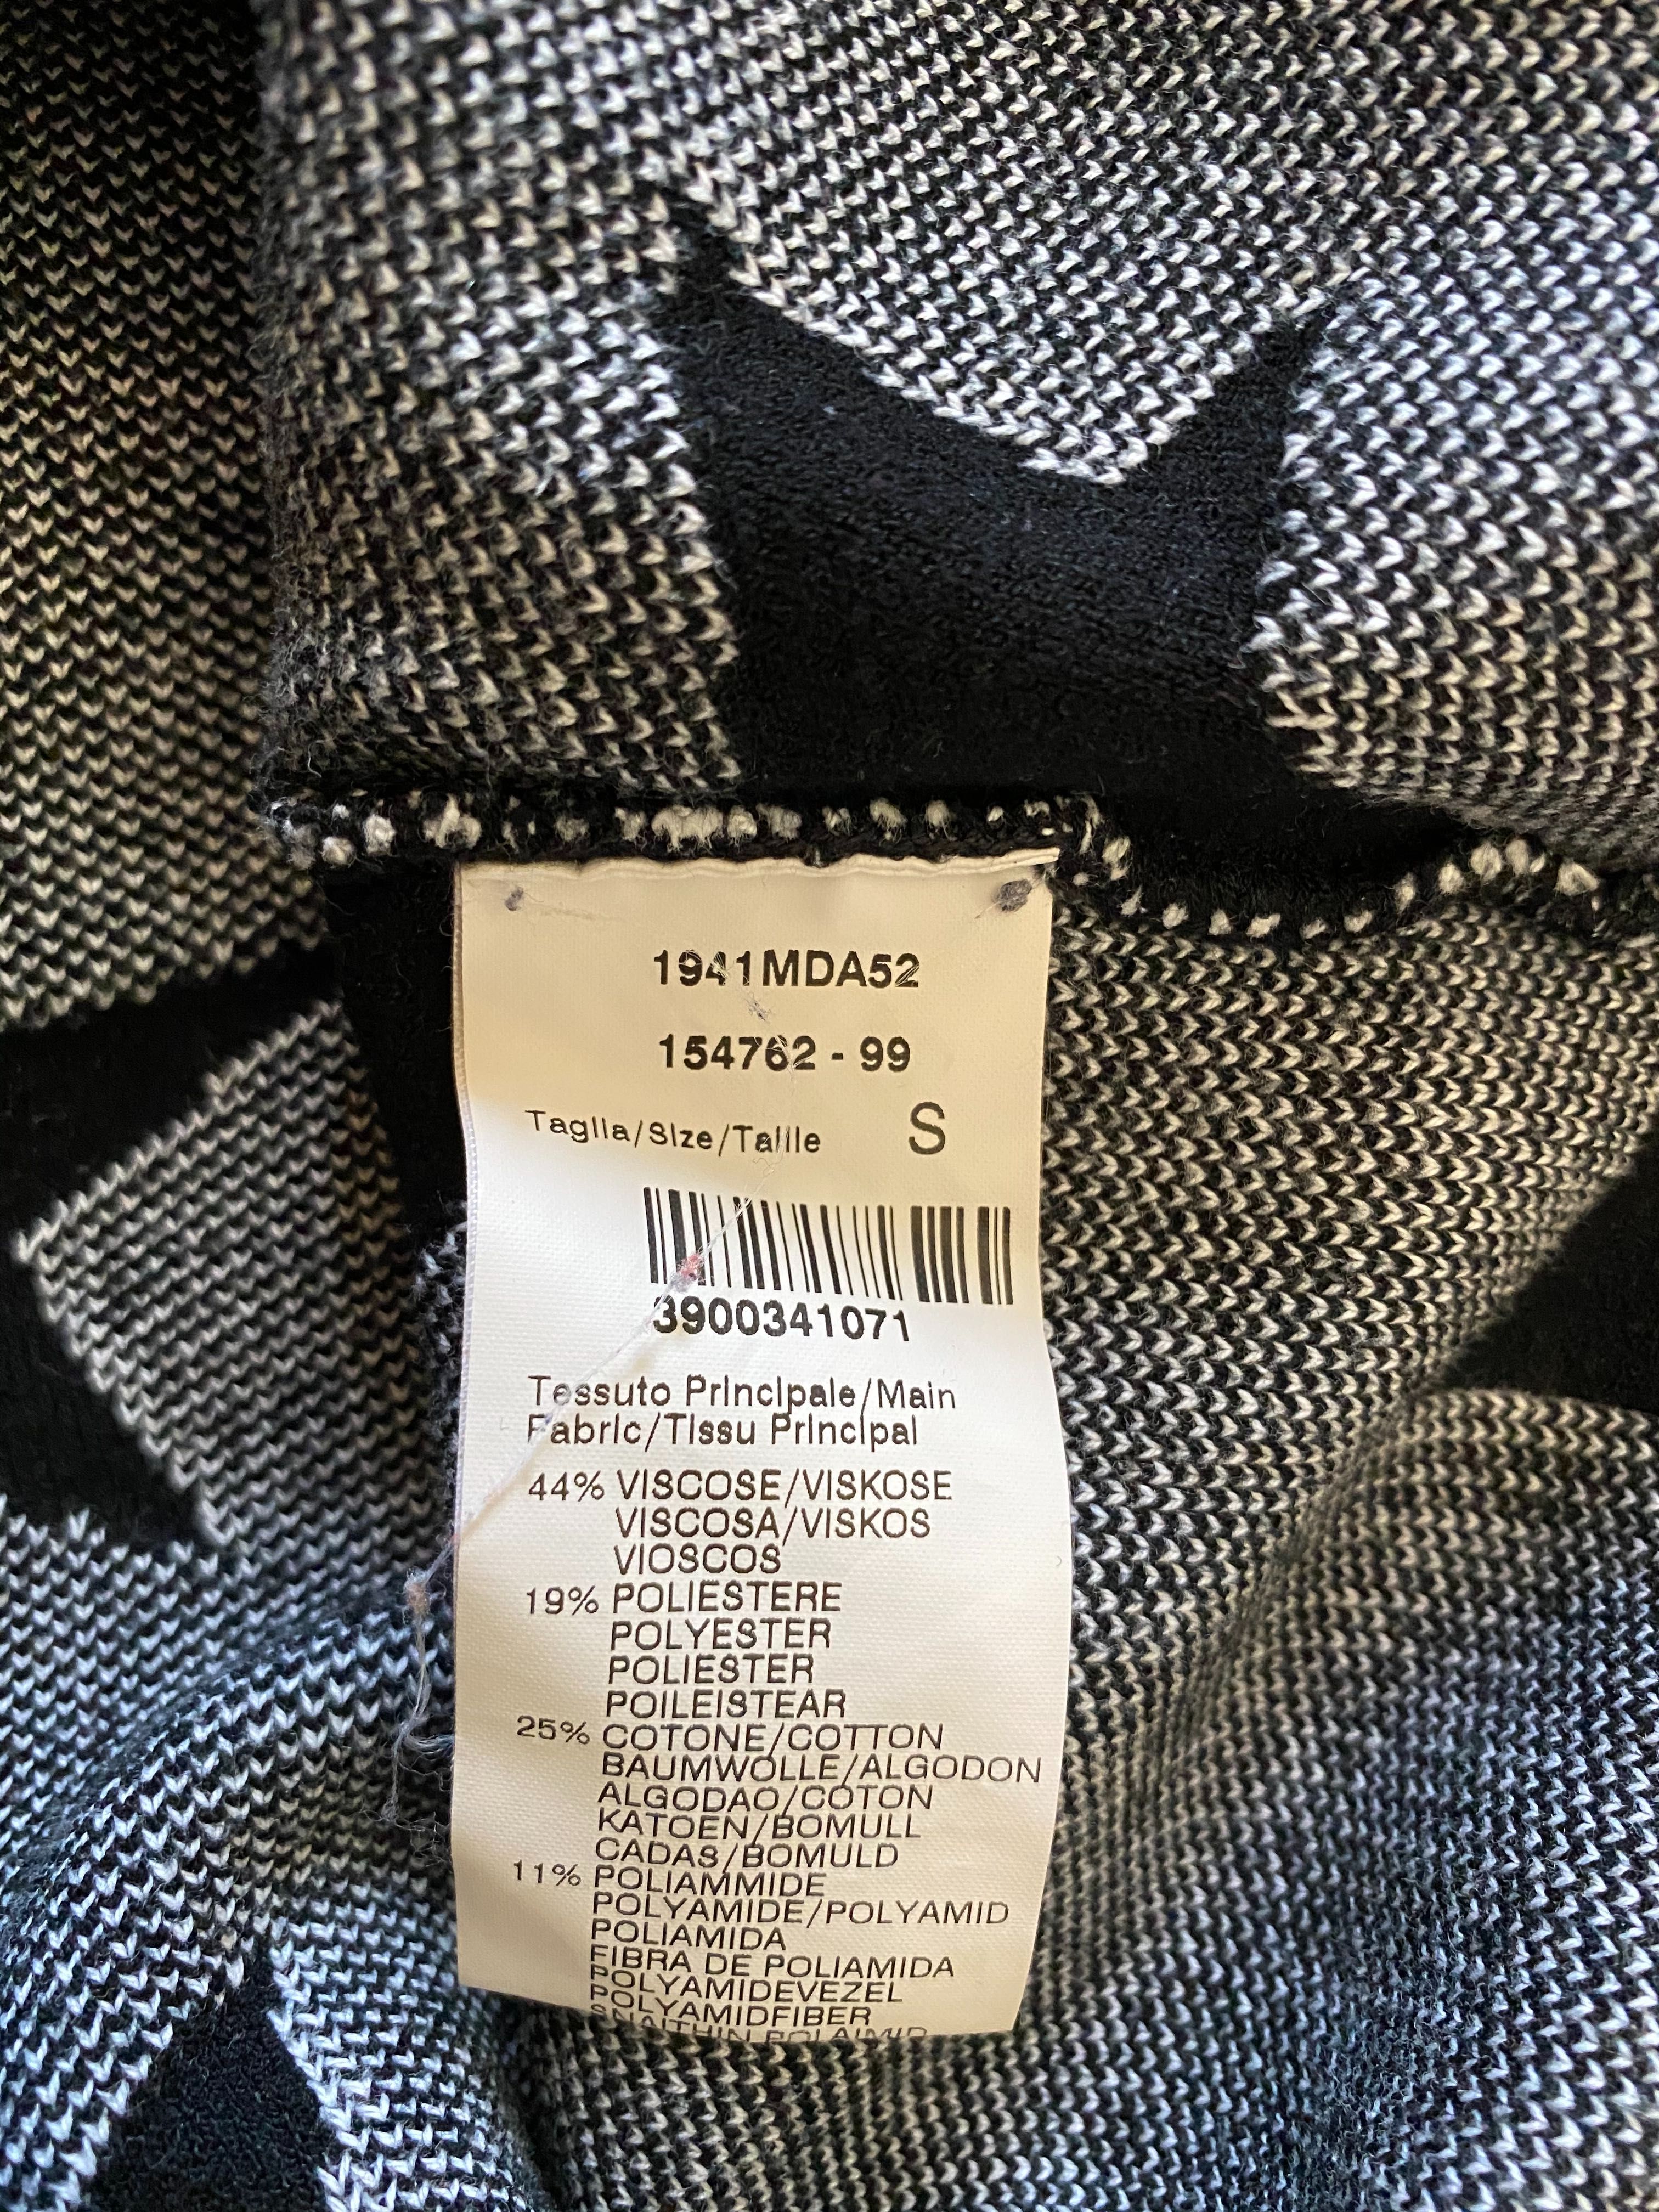 1941MDA52
154762 - 99
Taglia/Size/Taille S
3900341071
Tessuto Principale/Main
Fabric/Tissu Principal
44% VISCOSE/VISKOSE
VISCOSA/VISKOS
VIOSCOS
19% POLIESTERE
POLYESTER
POLIESTER
POILEISTEAR
25% COTONE/COTTON
BAUMWOLLE/ALGODON
ALGODAO/COTON
KATOEN/BOMULL
CADAS/BOMULD
11% POLIAMMIDE
POLYAMIDE/POLYAMID
POLIAMIDA
FIBRA DE POLIAMIDA
POLYAMIDEVEZEL
POLYAMIDFIBER
SNAITHIN POLAIMID